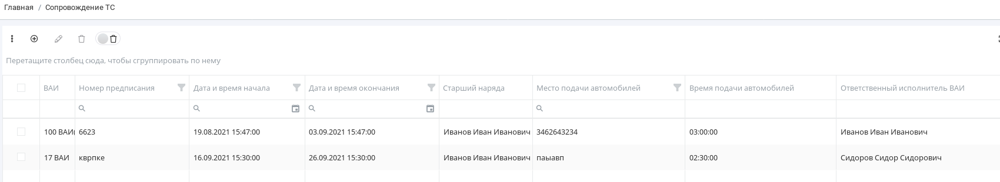 Главная / Сопровождение ТС
Перетащите столбец сюда, чтобы сгруппировать по нему
ВАИ Номер предписания Дата и время начала Дата и время окончания Старший наряда Место подачи автомобилей Время подачи автомобилей Ответственный исполнитель ВАИ
100 ВАИ( 6623 19.08.2021 15:47:00 03.09.2021 15:47:00 Иванов Иван Иванович 3462643234 03:00:00 Иванов Иван Иванович
17 ВАИ кврпке 16.09.2021 15:30:00 26.09.2021 15:30:00 Иванов Иван Иванович паыавп 02:30:00 Сидоров Сидор Сидорович